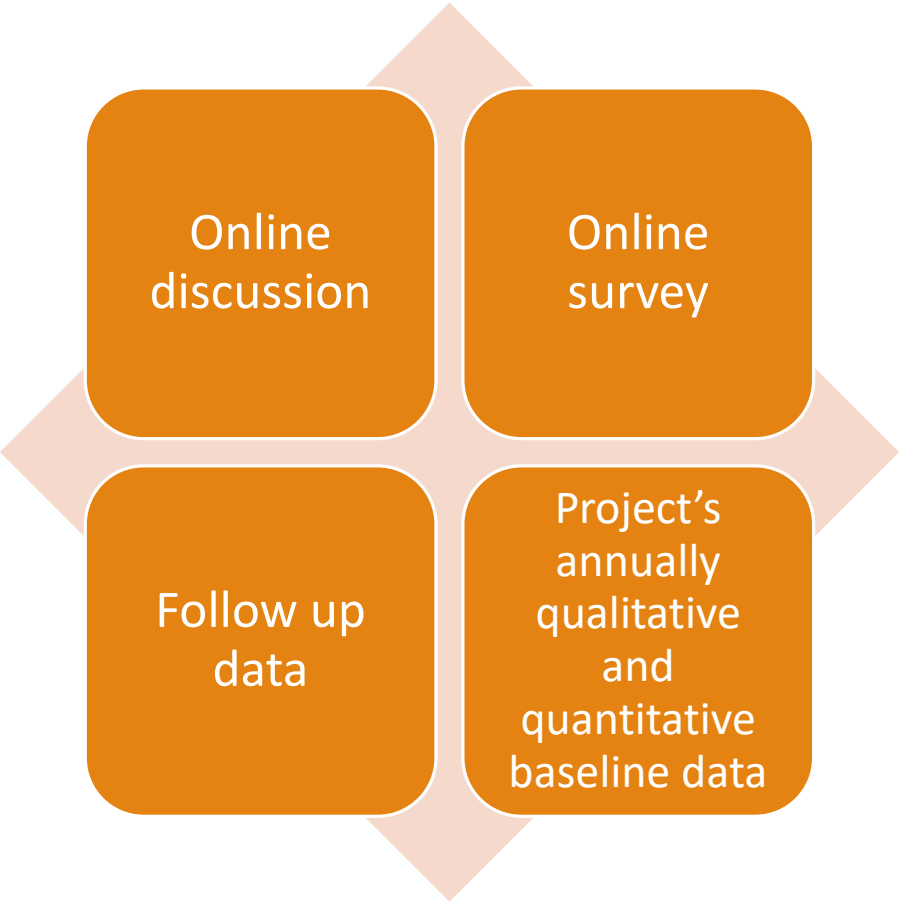 Online
discussion
Online
survey
Follow up
data
Project’s
annually
qualitative
and
quantitative
baseline data